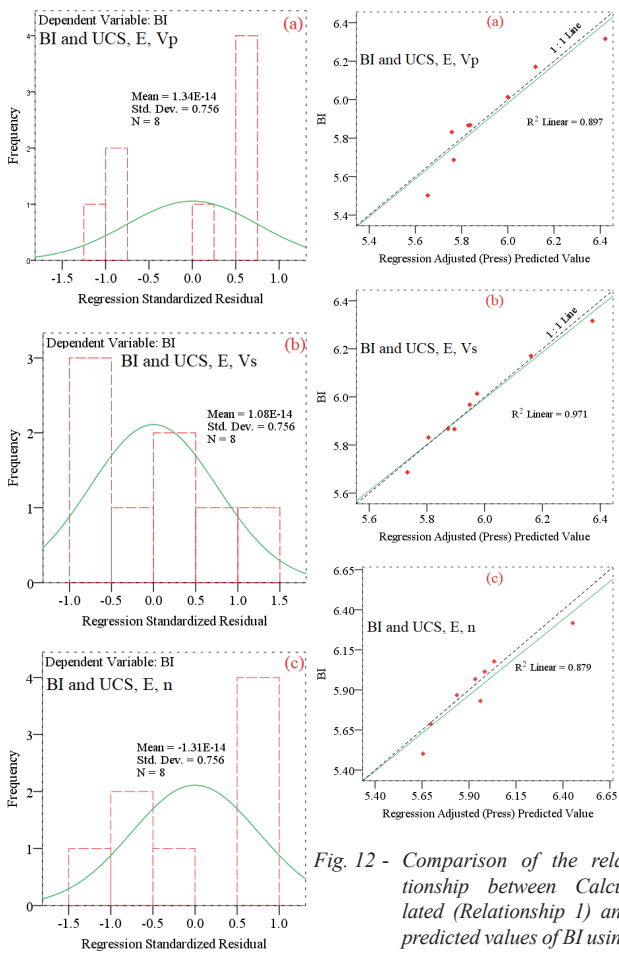 Dependent Variable: BI
(a)
BI and UCS, E, Vp
Mean = 1.34E-14
Std. Dev. = 0.756
N = 8
Frequency
4
3
2
1
0
-1.5 -1.0 -0.5 0.0 0.5 1.0
Regression Standardized Residual
Dependent Variable: BI
(b)
BI and UCS, E, Vs
Mean = 1.08E-14
Std. Dev. = 0.756
N = 8
Frequency
3
2
1
0
-1.0 -0.5 0.0 0.5 1.0 1.5
Regression Standardized Residual
Dependent Variable: BI
(c)
BI and UCS, E, n
Mean = -1.31E-14
Std. Dev. = 0.756
N = 8
Frequency
4
3
2
1
0
-1.5 -1.0 -0.5 0.0 0.5 1.0
Regression Standardized Residual
(a)
1 : 1 Line
BI and UCS, E, Vp
R² Linear = 0.897
BI
6.4
6.2
6.0
5.8
5.6
5.4
5.4 5.6 5.8 6.0 6.2 6.4
Regression Adjusted (Press) Predicted Value
(b)
1 : 1 Line
BI and UCS, E, Vs
R² Linear = 0.971
BI
6.4
6.2
6.0
5.8
5.6
5.6 5.8 6.0 6.2 6.4
Regression Adjusted (Press) Predicted Value
(c)
BI and UCS, E, n
R² Linear = 0.879
BI
6.65
6.40
6.15
5.90
5.65
5.40
5.40 5.65 5.90 6.15 6.40 6.65
Regression Adjusted (Press) Predicted Value
Fig. 12 - Comparison of the rela
tionship between Calcu
lated (Relationship 1) an
predicted values of BI usin